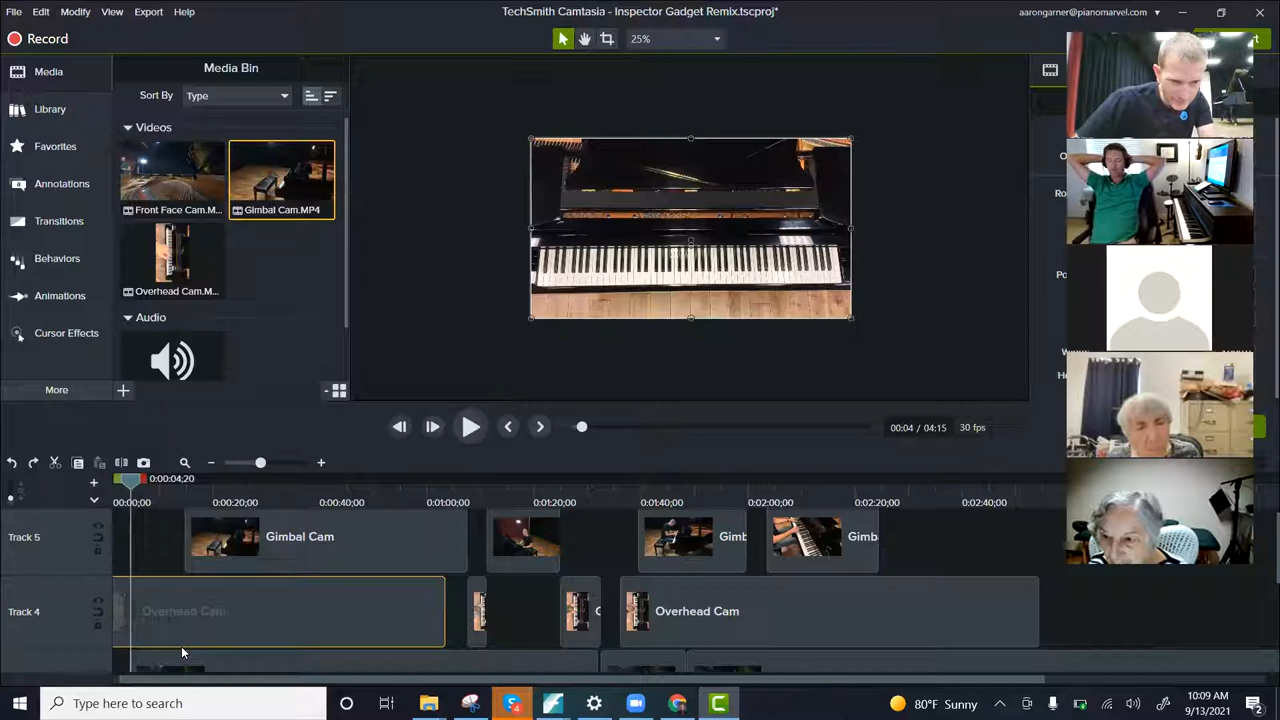 File Edit Modify View Export Help
TechSmith Camtasia - Inspector Gadget Remix.tscproj*
aarongarner@pianomarvel.com
Record
25%
Media
Library
Favorites
Annotations
Transitions
Behaviors
Animations
Cursor Effects
More
Media Bin
Sort By Type
Videos
Front Face Cam.M...
Gimbal Cam.MP4
Overhead Cam.M...
Audio
00:04 / 04:15 30 fps
0:00:04;20
0:00:00;00 0:00:20;00 0:00:40;00 0:01:00;00 0:01:20;00 0:01:40;00 0:02:00;00 0:02:20;00 0:02:40;00
Track 5
Gimbal Cam
Gimb
Gimb
Track 4
Overhead Cam
Overhead Cam
Type here to search
80°F Sunny
10:09 AM
9/13/2021